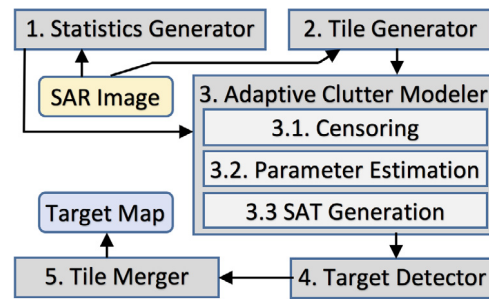 1. Statistics Generator
2. Tile Generator
SAR Image
3. Adaptive Clutter Modeler
3.1. Censoring
3.2. Parameter Estimation
3.3 SAT Generation
Target Map
5. Tile Merger
4. Target Detector